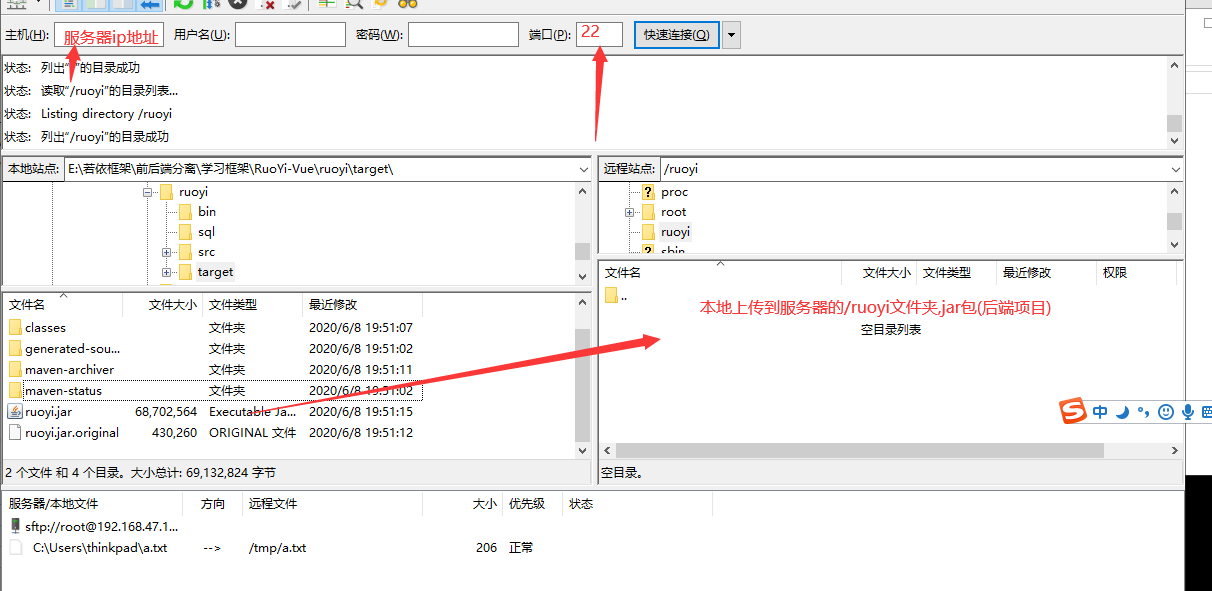 主机(H): 服务器ip地址 用户名(U): 密码(W): 端口(P): 22 快速连接(Q)
状态: 列出“/”的目录成功
状态: 读取“/ruoyi”的目录列表...
状态: Listing directory /ruoyi
状态: 列出“/ruoyi”的目录成功
本地站点: E:\若依框架\前后端分离\学习框架\RuoYi-Vue\ruoyi\target\
ruoyi
bin
sql
src
target
远程站点: /ruoyi
proc
root
ruoyi
sbin
文件名 文件大小 文件类型 最近修改
classes 文件夹 2020/6/8 19:51:07
generated-sou... 文件夹 2020/6/8 19:51:02
maven-archiver 文件夹 2020/6/8 19:51:11
maven-status 文件夹 2020/6/8 19:51:02
ruoyi.jar 68,702,564 Executable Ja... 2020/6/8 19:51:15
ruoyi.jar.original 430,260 ORIGINAL 文件 2020/6/8 19:51:12
2 个文件 和 4 个目录。大小总计: 69,132,824 字节
文件名 文件大小 文件类型 最近修改 权限
..
本地上传到服务器的/ruoyi文件夹,jar包(后端项目)
空目录列表
空目录。
中
服务器/本地文件 方向 远程文件 大小 优先级 状态
sftp://root@192.168.47.1...
C:\Users\thinkpad\a.txt --> /tmp/a.txt 206 正常